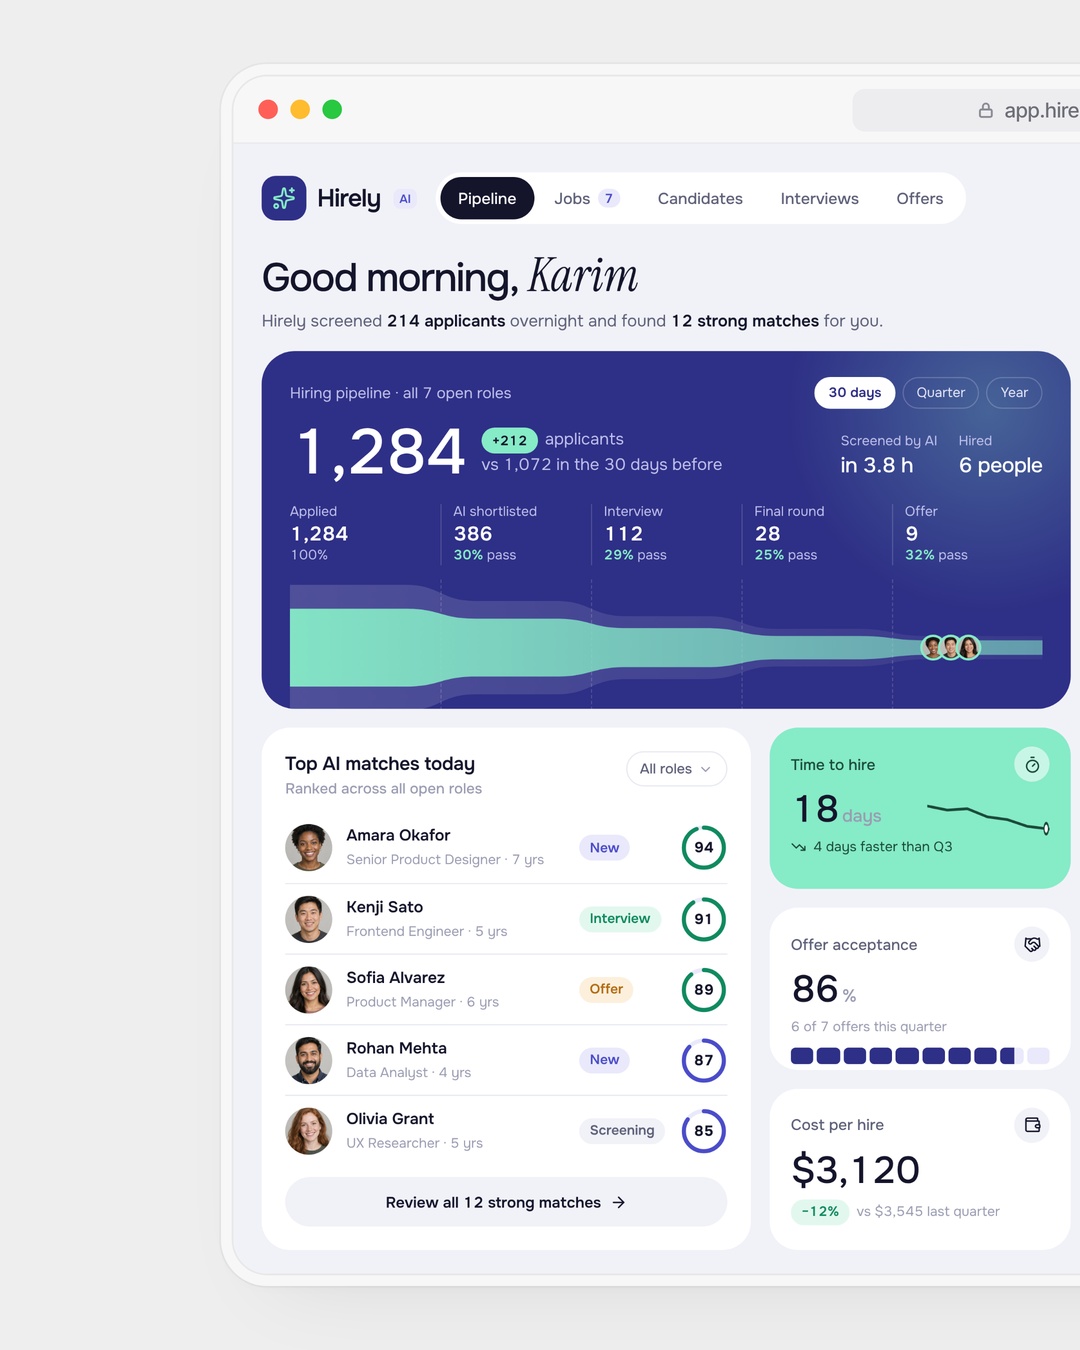 app.hire
Hirely AI
Pipeline
Jobs 7
Candidates
Interviews
Offers
Good morning, Karim
Hirely screened 214 applicants overnight and found 12 strong matches for you.
Hiring pipeline · all 7 open roles
30 days
Quarter
Year
1,284
+212 applicants
vs 1,072 in the 30 days before
Screened by AI
in 3.8 h
Hired
6 people
Applied
1,284
100%
AI shortlisted
386
30% pass
Interview
112
29% pass
Final round
28
25% pass
Offer
9
32% pass
Top AI matches today
Ranked across all open roles
All roles
Amara Okafor
Senior Product Designer · 7 yrs
New
94
Kenji Sato
Frontend Engineer · 5 yrs
Interview
91
Sofia Alvarez
Product Manager · 6 yrs
Offer
89
Rohan Mehta
Data Analyst · 4 yrs
New
87
Olivia Grant
UX Researcher · 5 yrs
Screening
85
Review all 12 strong matches →
Time to hire
18 days
4 days faster than Q3
Offer acceptance
86 %
6 of 7 offers this quarter
Cost per hire
$3,120
−12% vs $3,545 last quarter